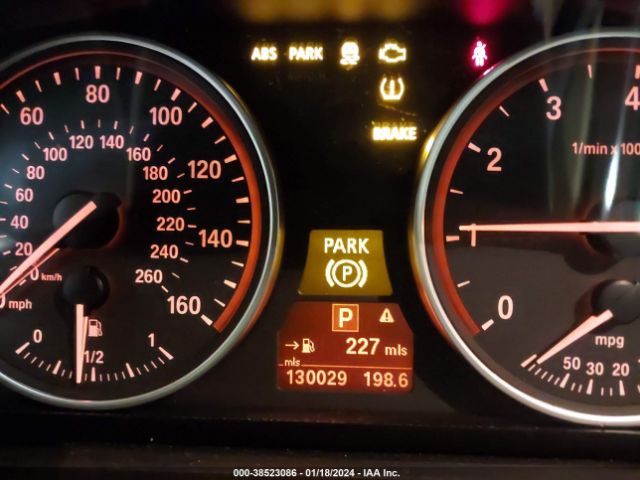 ABS PARK
BRAKE
60 80 100 120 140 160
0 20 40 60 80 100 120 140 160 180 200 220 240 260
km/h
mph
0 1/2 1
PARK
P
P
227 mls
mls
130029 198.6
0 1 2 3 4
1/min x 100
mpg
50 30 20
000-38523086 - 01/18/2024 - IAA Inc.